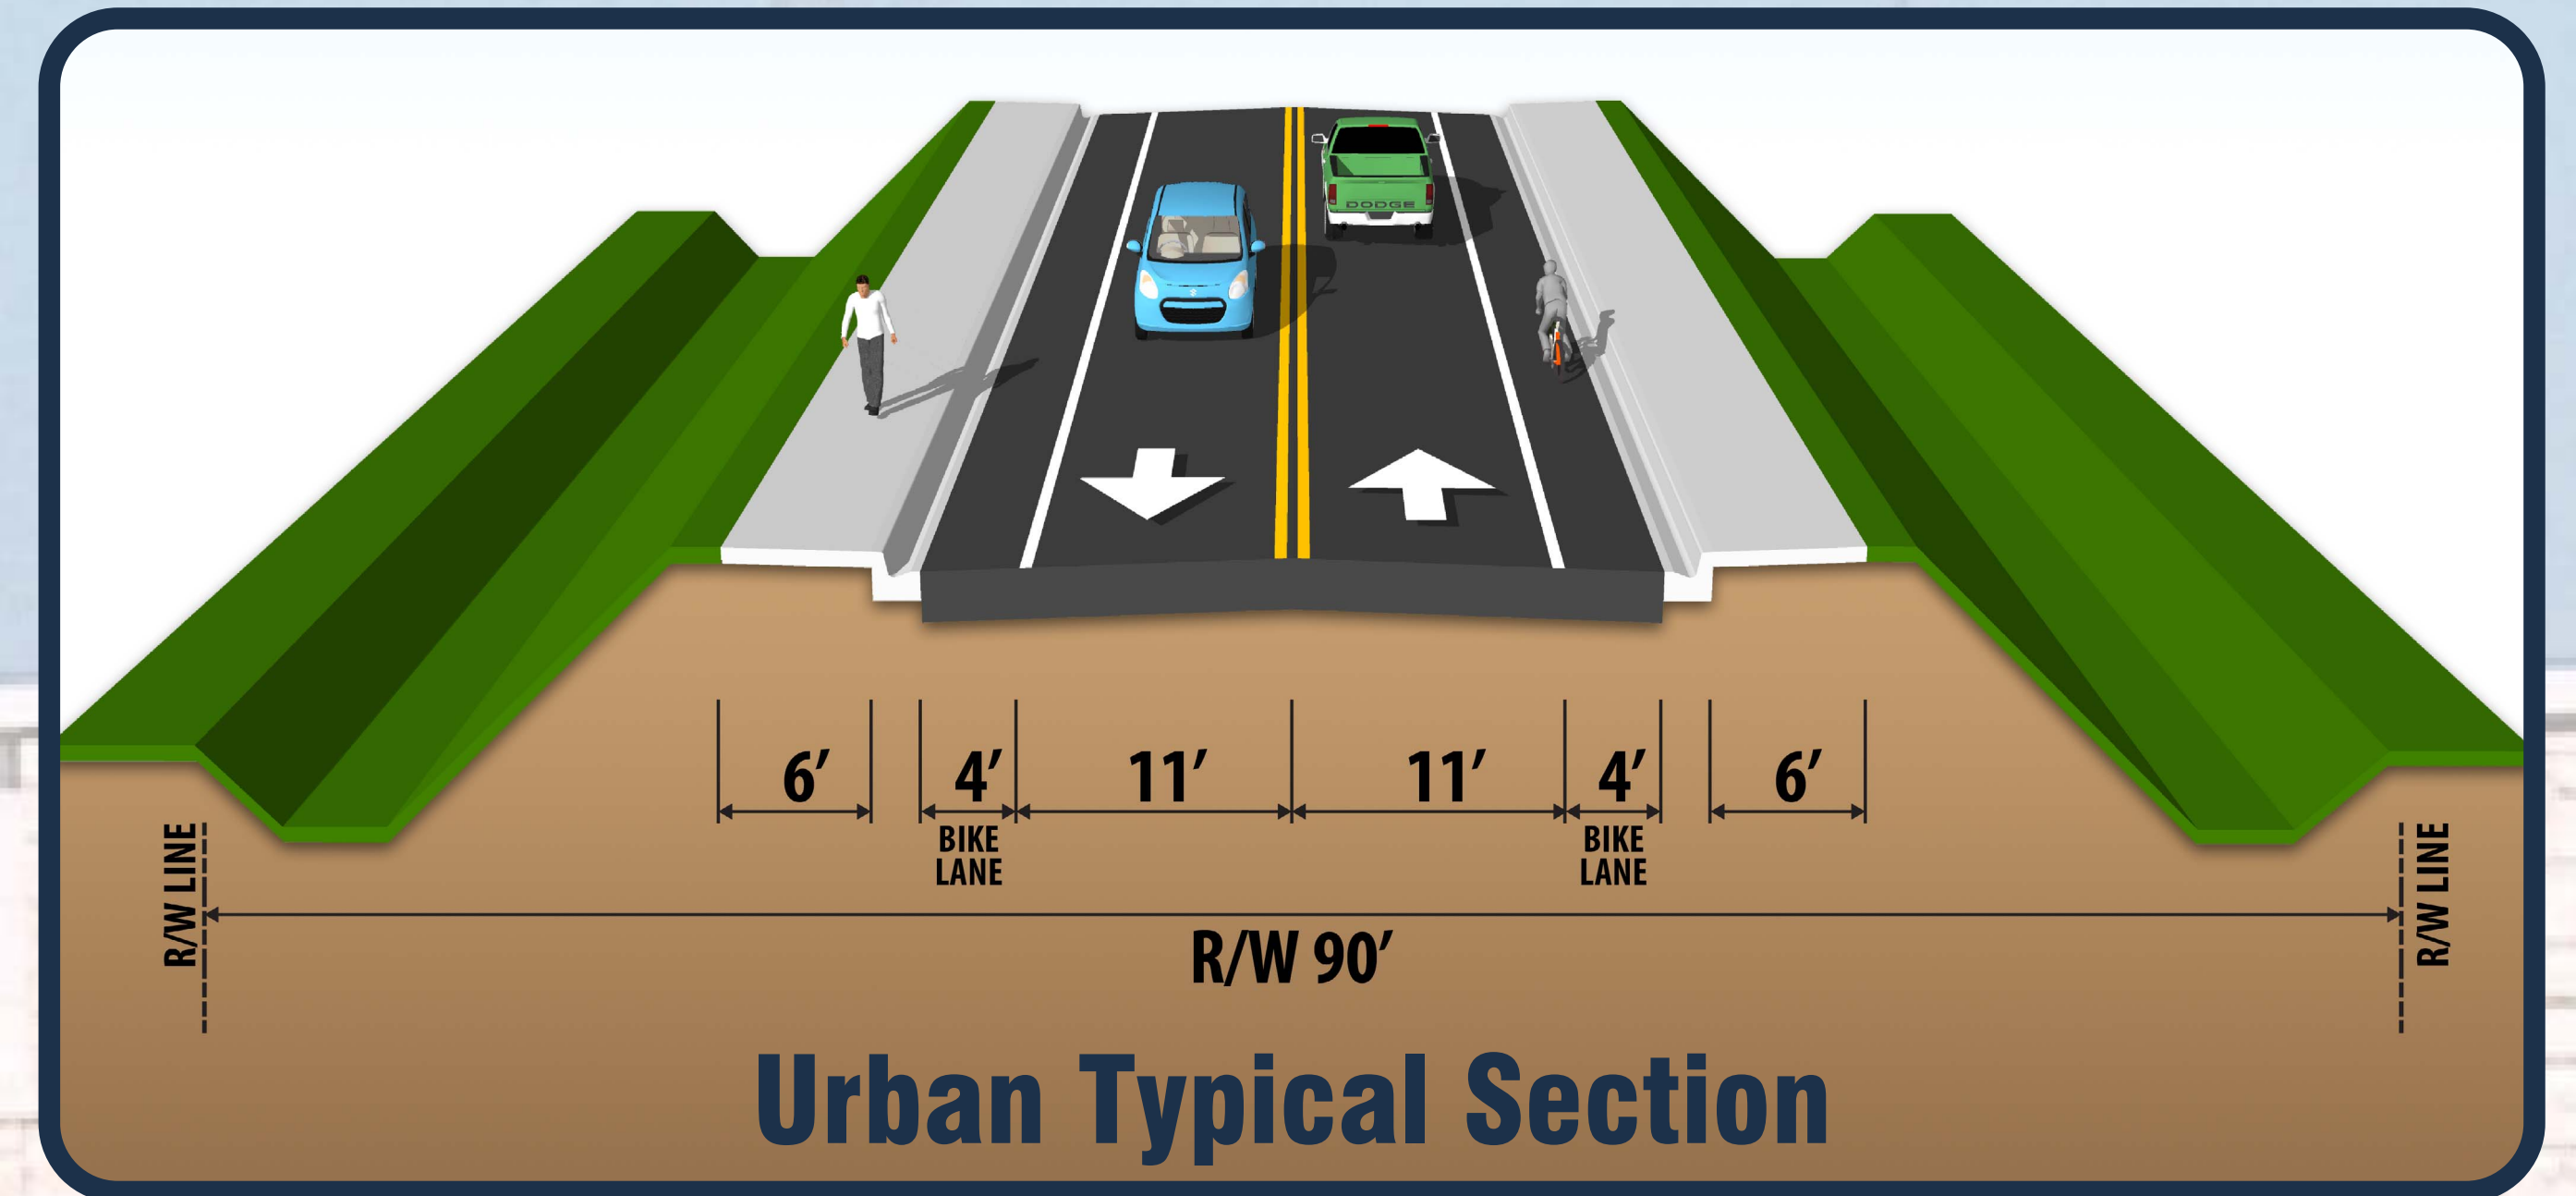 DODGE
6’
4’
11’
11’
4’
6’
BIKE
LANE
BIKE
LANE
R/W LINE
R/W LINE
R/W 90’
Urban Typical Section